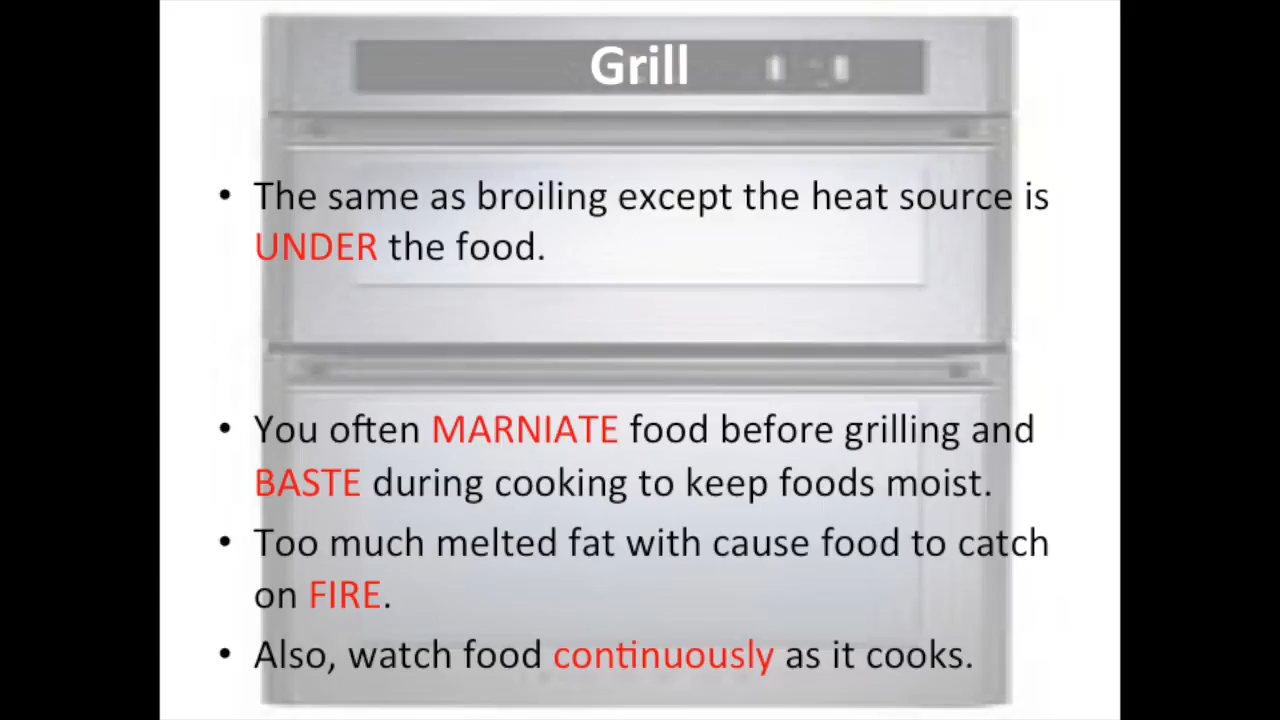 Grill
• The same as broiling except the heat source is
UNDER the food.
• You often MARNIATE food before grilling and
BASTE during cooking to keep foods moist.
• Too much melted fat with cause food to catch
on FIRE.
• Also, watch food continuously as it cooks.